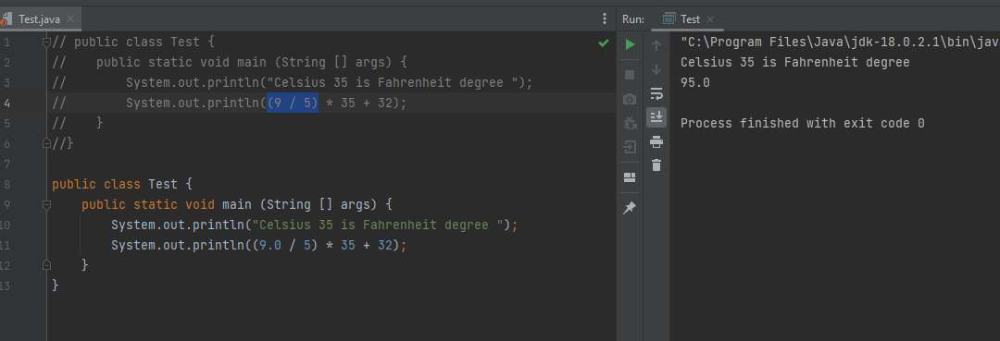 Test.java
1 // public class Test {
2 //    public static void main (String [] args) {
3 //        System.out.println("Celsius 35 is Fahrenheit degree ");
4 //        System.out.println((9 / 5) * 35 + 32);
5 //    }
6 //}
7
8 public class Test {
9     public static void main (String [] args) {
10         System.out.println("Celsius 35 is Fahrenheit degree ");
11         System.out.println((9.0 / 5) * 35 + 32);
12     }
13 }
Run: Test
"C:\Program Files\Java\jdk-18.0.2.1\bin\jav
Celsius 35 is Fahrenheit degree
95.0
Process finished with exit code 0